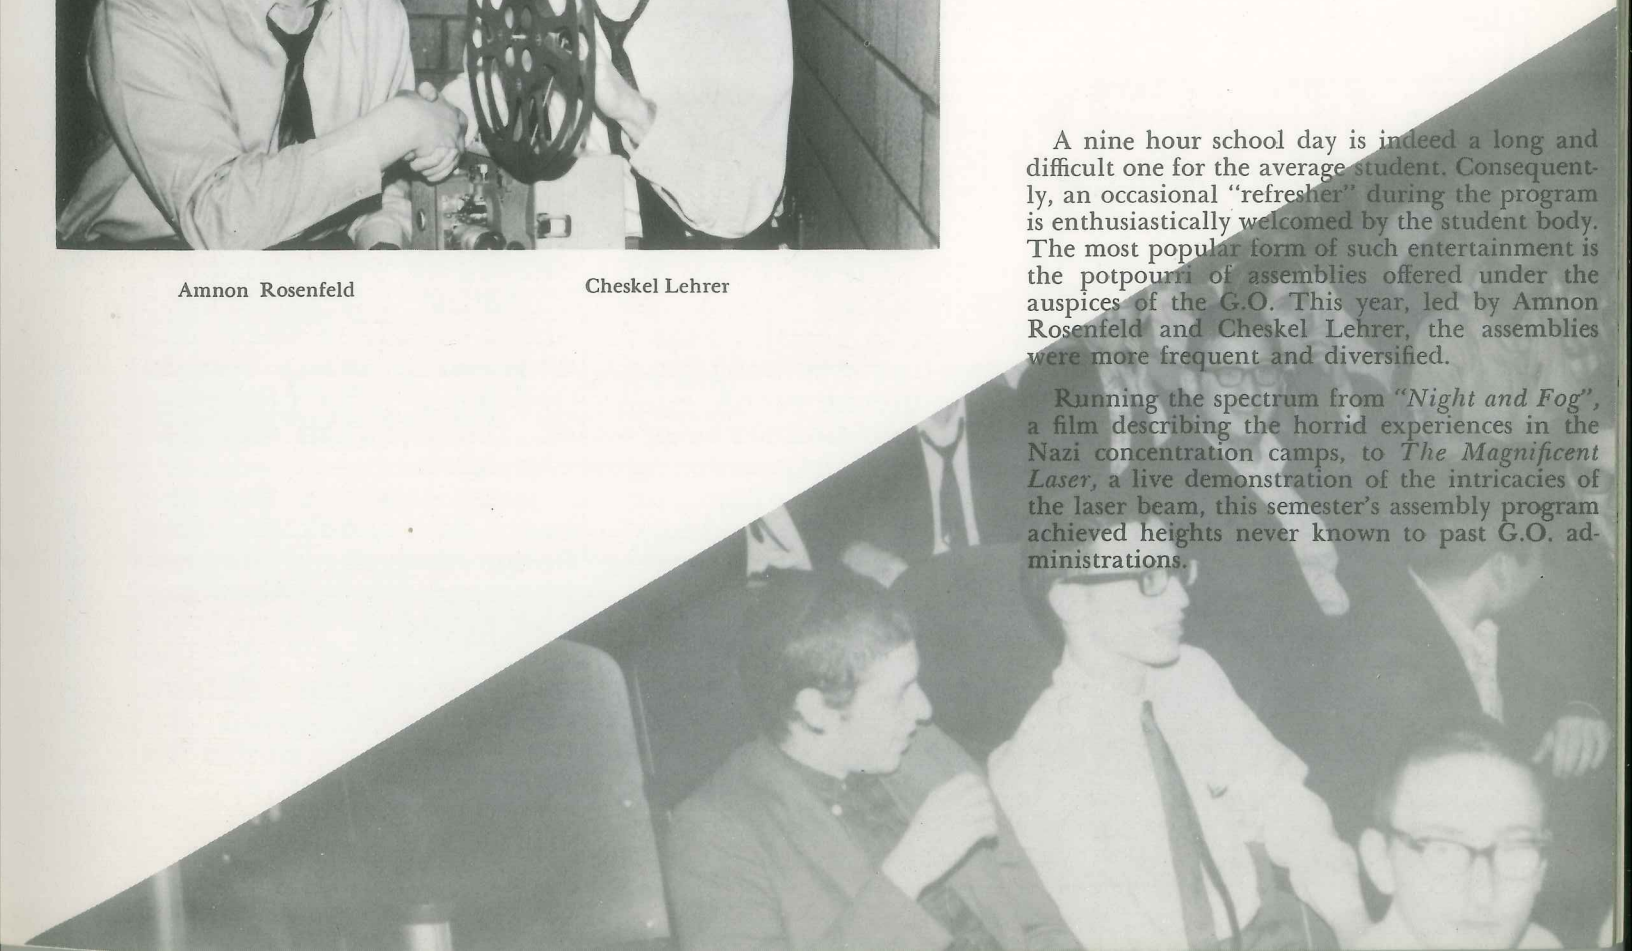 Amnon Rosenfeld
Cheskel Lehrer
A nine hour school day is indeed a long and
difficult one for the average student. Consequent-
ly, an occasional "refresher" during the program
is enthusiastically welcomed by the student body.
The most popular form of such entertainment is
the potpourri of assemblies offered under the
auspices of the G.O. This year, led by Amnon
Rosenfeld and Cheskel Lehrer, the assemblies
were more frequent and diversified.
Running the spectrum from "Night and Fog",
a film describing the horrid experiences in the
Nazi concentration camps, to The Magnificent
Laser, a live demonstration of the intricacies of
the laser beam, this semester's assembly program
achieved heights never known to past G.O. ad-
ministrations.